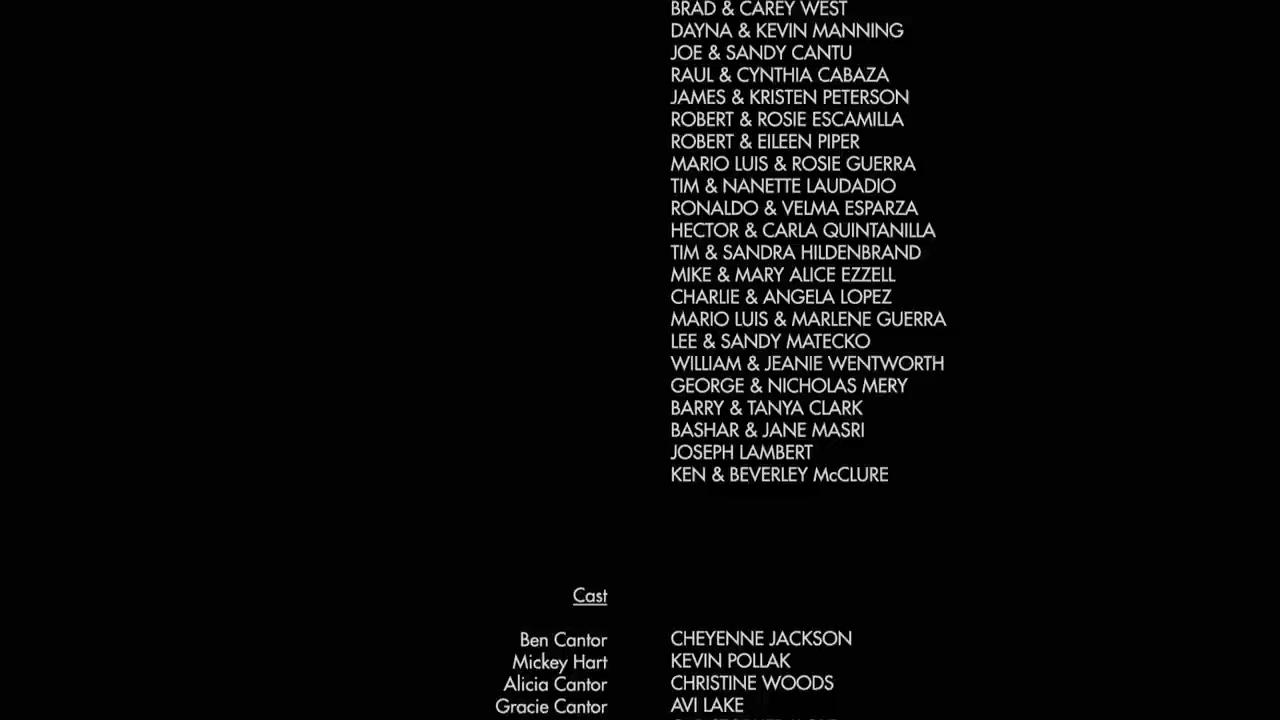 BRAD & CAREY WEST
DAYNA & KEVIN MANNING
JOE & SANDY CANTU
RAUL & CYNTHIA CABAZA
JAMES & KRISTEN PETERSON
ROBERT & ROSIE ESCAMILLA
ROBERT & EILEEN PIPER
MARIO LUIS & ROSIE GUERRA
TIM & NANETTE LAUDADIO
RONALDO & VELMA ESPARZA
HECTOR & CARLA QUINTANILLA
TIM & SANDRA HILDENBRAND
MIKE & MARY ALICE EZZELL
CHARLIE & ANGELA LOPEZ
MARIO LUIS & MARLENE GUERRA
LEE & SANDY MATECKO
WILLIAM & JEANIE WENTWORTH
GEORGE & NICHOLAS MERY
BARRY & TANYA CLARK
BASHAR & JANE MASRI
JOSEPH LAMBERT
KEN & BEVERLEY McCLURE
Cast
Ben Cantor CHEYENNE JACKSON
Mickey Hart KEVIN POLLAK
Alicia Cantor CHRISTINE WOODS
Gracie Cantor AVI LAKE